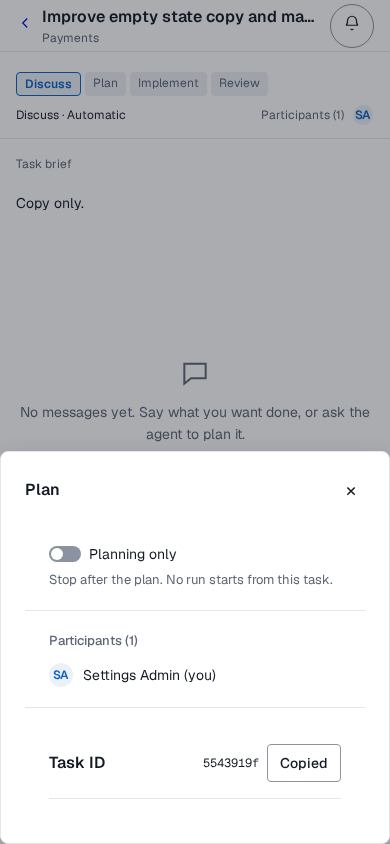 Improve empty state copy and ma...
Payments
Discuss
Plan
Implement
Review
Discuss · Automatic
Participants (1)
SA
Task brief
Copy only.
No messages yet. Say what you want done, or ask the
agent to plan it.
Plan
Planning only
Stop after the plan. No run starts from this task.
Participants (1)
SA
Settings Admin (you)
Task ID
5543919f
Copied